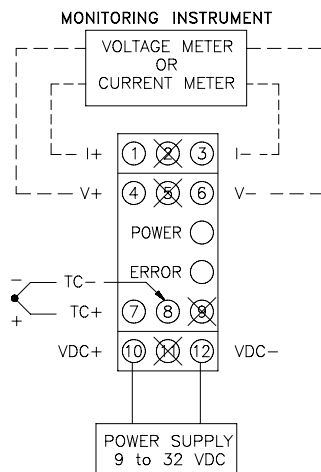 MONITORING INSTRUMENT
VOLTAGE METER
OR
CURRENT METER
I+ 1 2 3 I-
V+ 4 5 6 V-
POWER
ERROR
- TC-
+ TC+ 7 8 9
VDC+ 10 11 12 VDC-
POWER SUPPLY
9 to 32 VDC